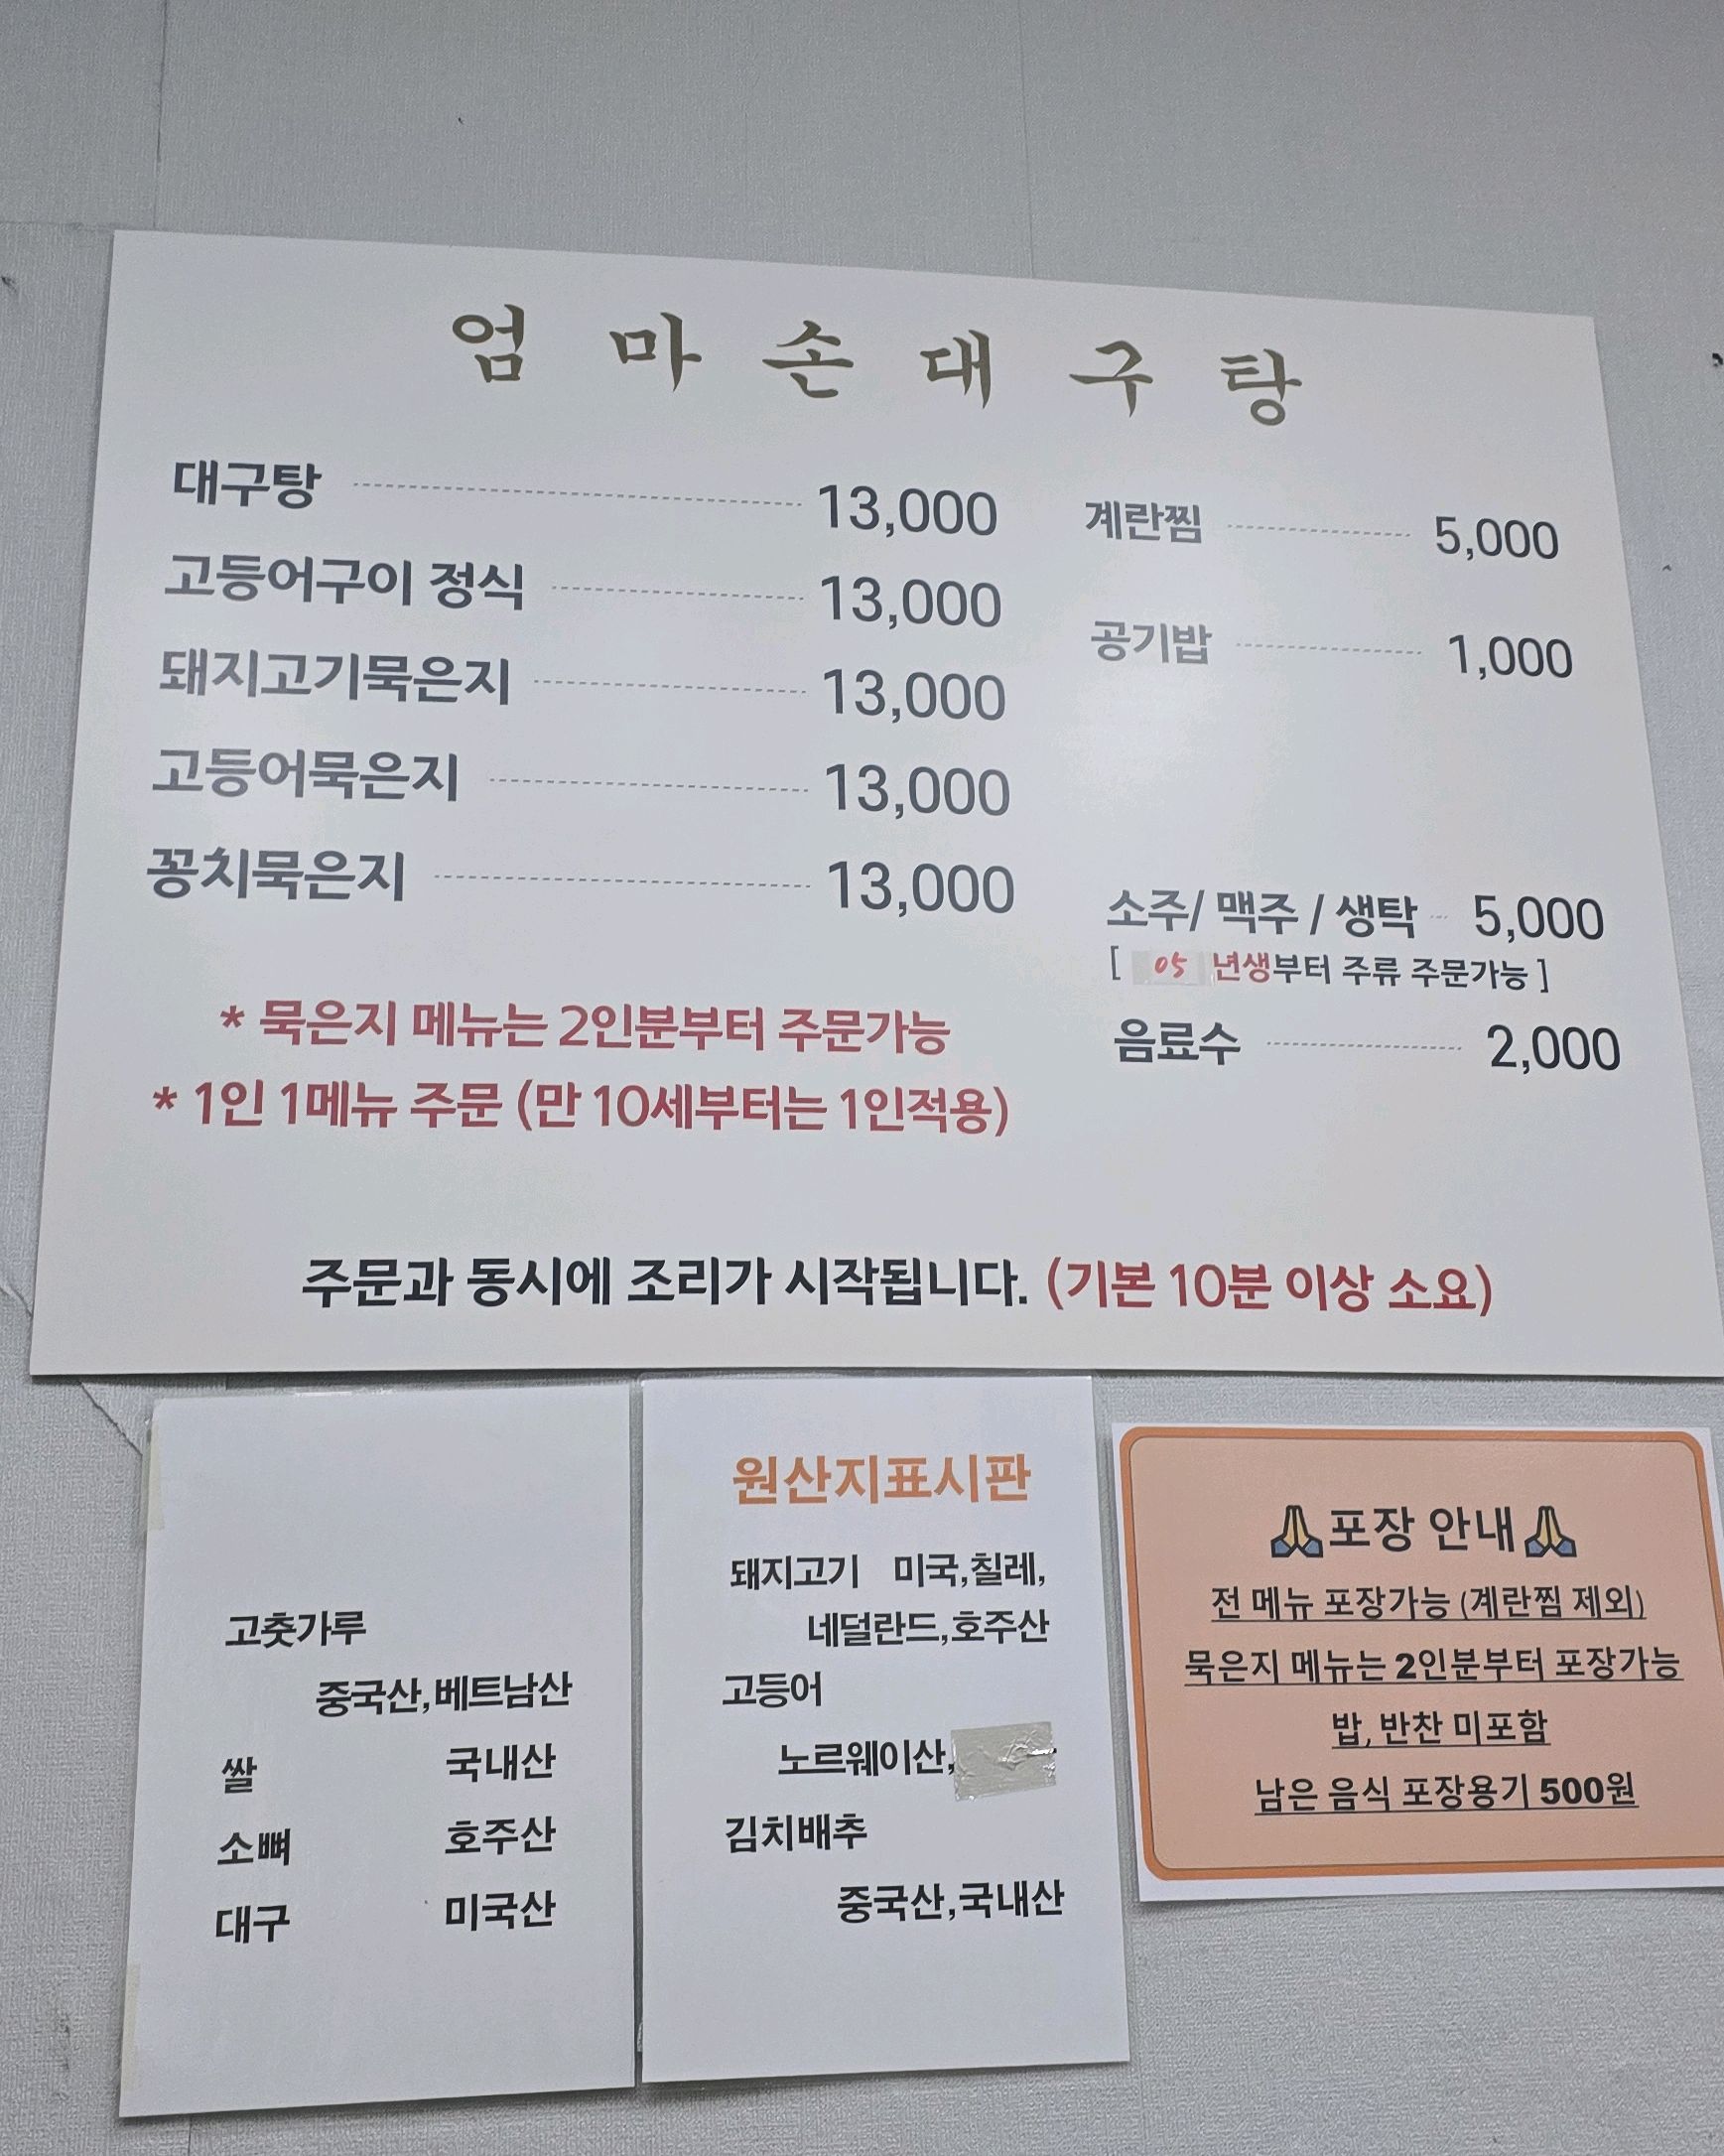 엄마손대구탕
대구탕 13,000
고등어구이 정식 13,000
돼지고기묵은지 13,000
고등어묵은지 13,000
꽁치묵은지 13,000
* 묵은지 메뉴는 2인분부터 주문가능
* 1인 1메뉴 주문 (만 10세부터는 1인적용)
계란찜 5,000
공기밥 1,000
소주/ 맥주 / 생탁 5,000
[ 05 년생부터 주류 주문가능 ]
음료수 2,000
주문과 동시에 조리가 시작됩니다. (기본 10분 이상 소요)
고춧가루
중국산,베트남산
쌀 국내산
소뼈 호주산
대구 미국산
원산지표시판
돼지고기 미국,칠레,
네덜란드,호주산
고등어
노르웨이산,
김치배추
중국산,국내산
🙏포장 안내🙏
전 메뉴 포장가능 (계란찜 제외)
묵은지 메뉴는 2인분부터 포장가능
밥, 반찬 미포함
남은 음식 포장용기 500원